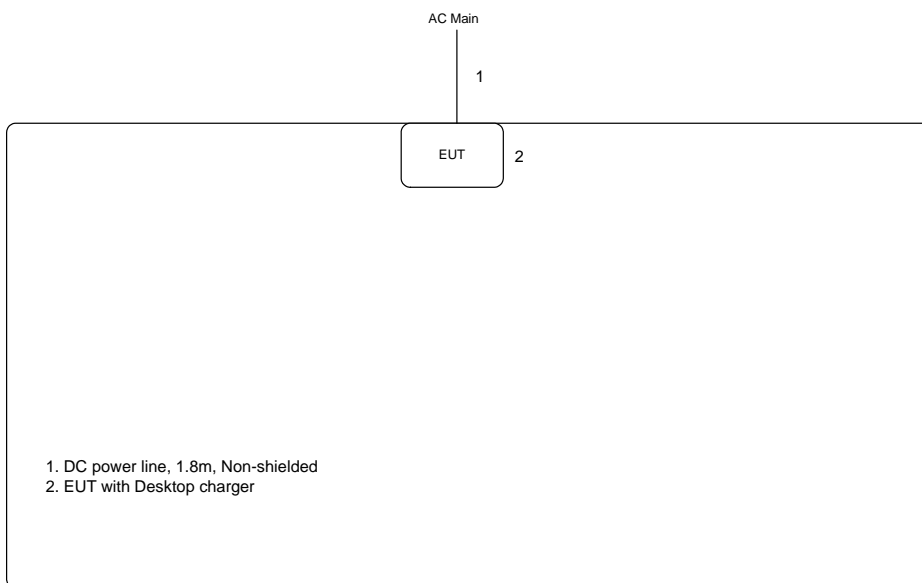 AC Main
1
EUT
2
1. DC power line, 1.8m, Non-shielded
2. EUT with Desktop charger